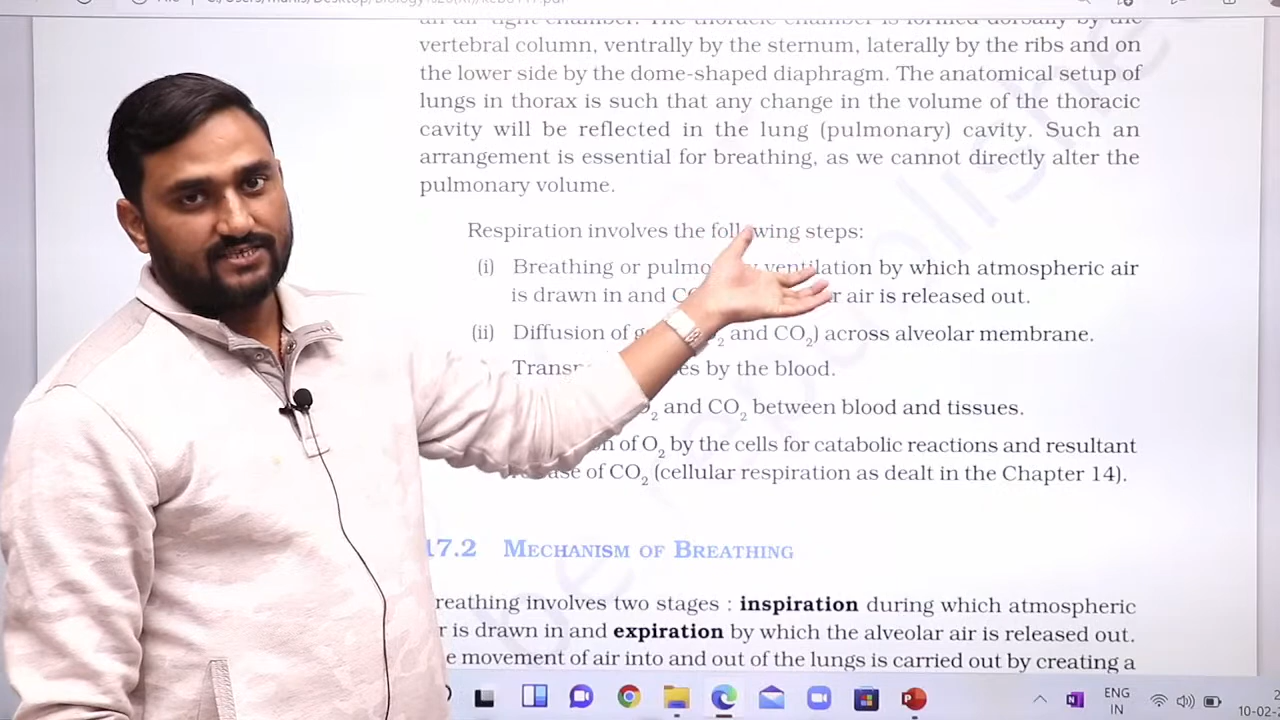 vertebral column, ventrally by the sternum, laterally by the ribs and on
the lower side by the dome-shaped diaphragm. The anatomical setup of
lungs in thorax is such that any change in the volume of the thoracic
cavity will be reflected in the lung (pulmonary) cavity. Such an
arrangement is essential for breathing, as we cannot directly alter the
pulmonary volume.
Respiration involves the following steps:
(i) Breathing or pulmo ventilation by which atmospheric air
is drawn in and C r air is released out.
(ii) Diffusion of and CO2) across alveolar membrane.
by the blood.
and CO2 between blood and tissues.
of O2 by the cells for catabolic reactions and resultant
of CO2 (cellular respiration as dealt in the Chapter 14).
17.2 MECHANISM OF BREATHING
reathing involves two stages : inspiration during which atmospheric
r is drawn in and expiration by which the alveolar air is released out.
e movement of air into and out of the lungs is carried out by creating a
ENG
IN
10-02-2